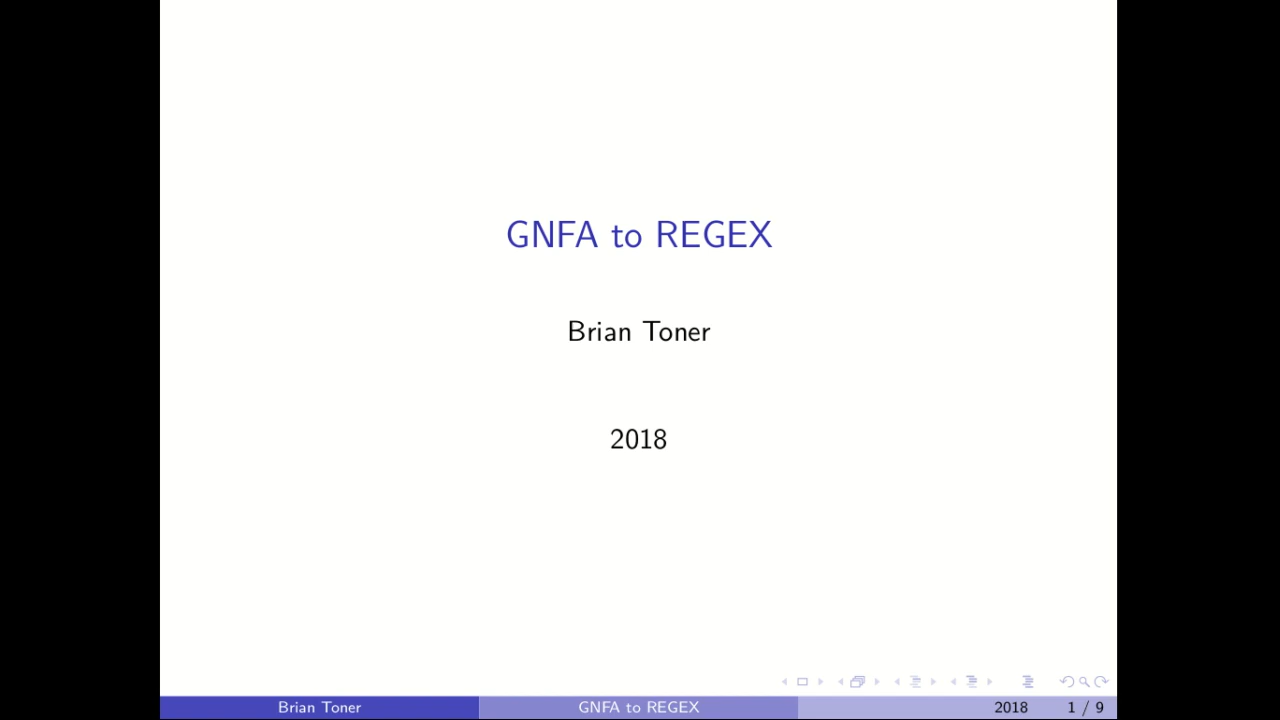 GNFA to REGEX
Brian Toner
2018
Brian Toner GNFA to REGEX 2018 1 / 9